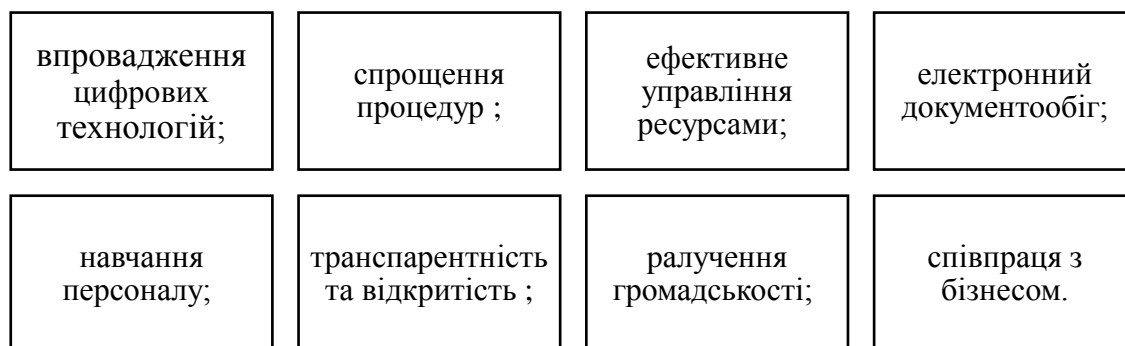 впровадження
цифрових
технологій;
спрощення
процедур ;
ефективне
управління
ресурсами;
електронний
документообіг;
навчання
персоналу;
транспарентність
та відкритість ;
ралучення
громадськості;
співпраця з
бізнесом.